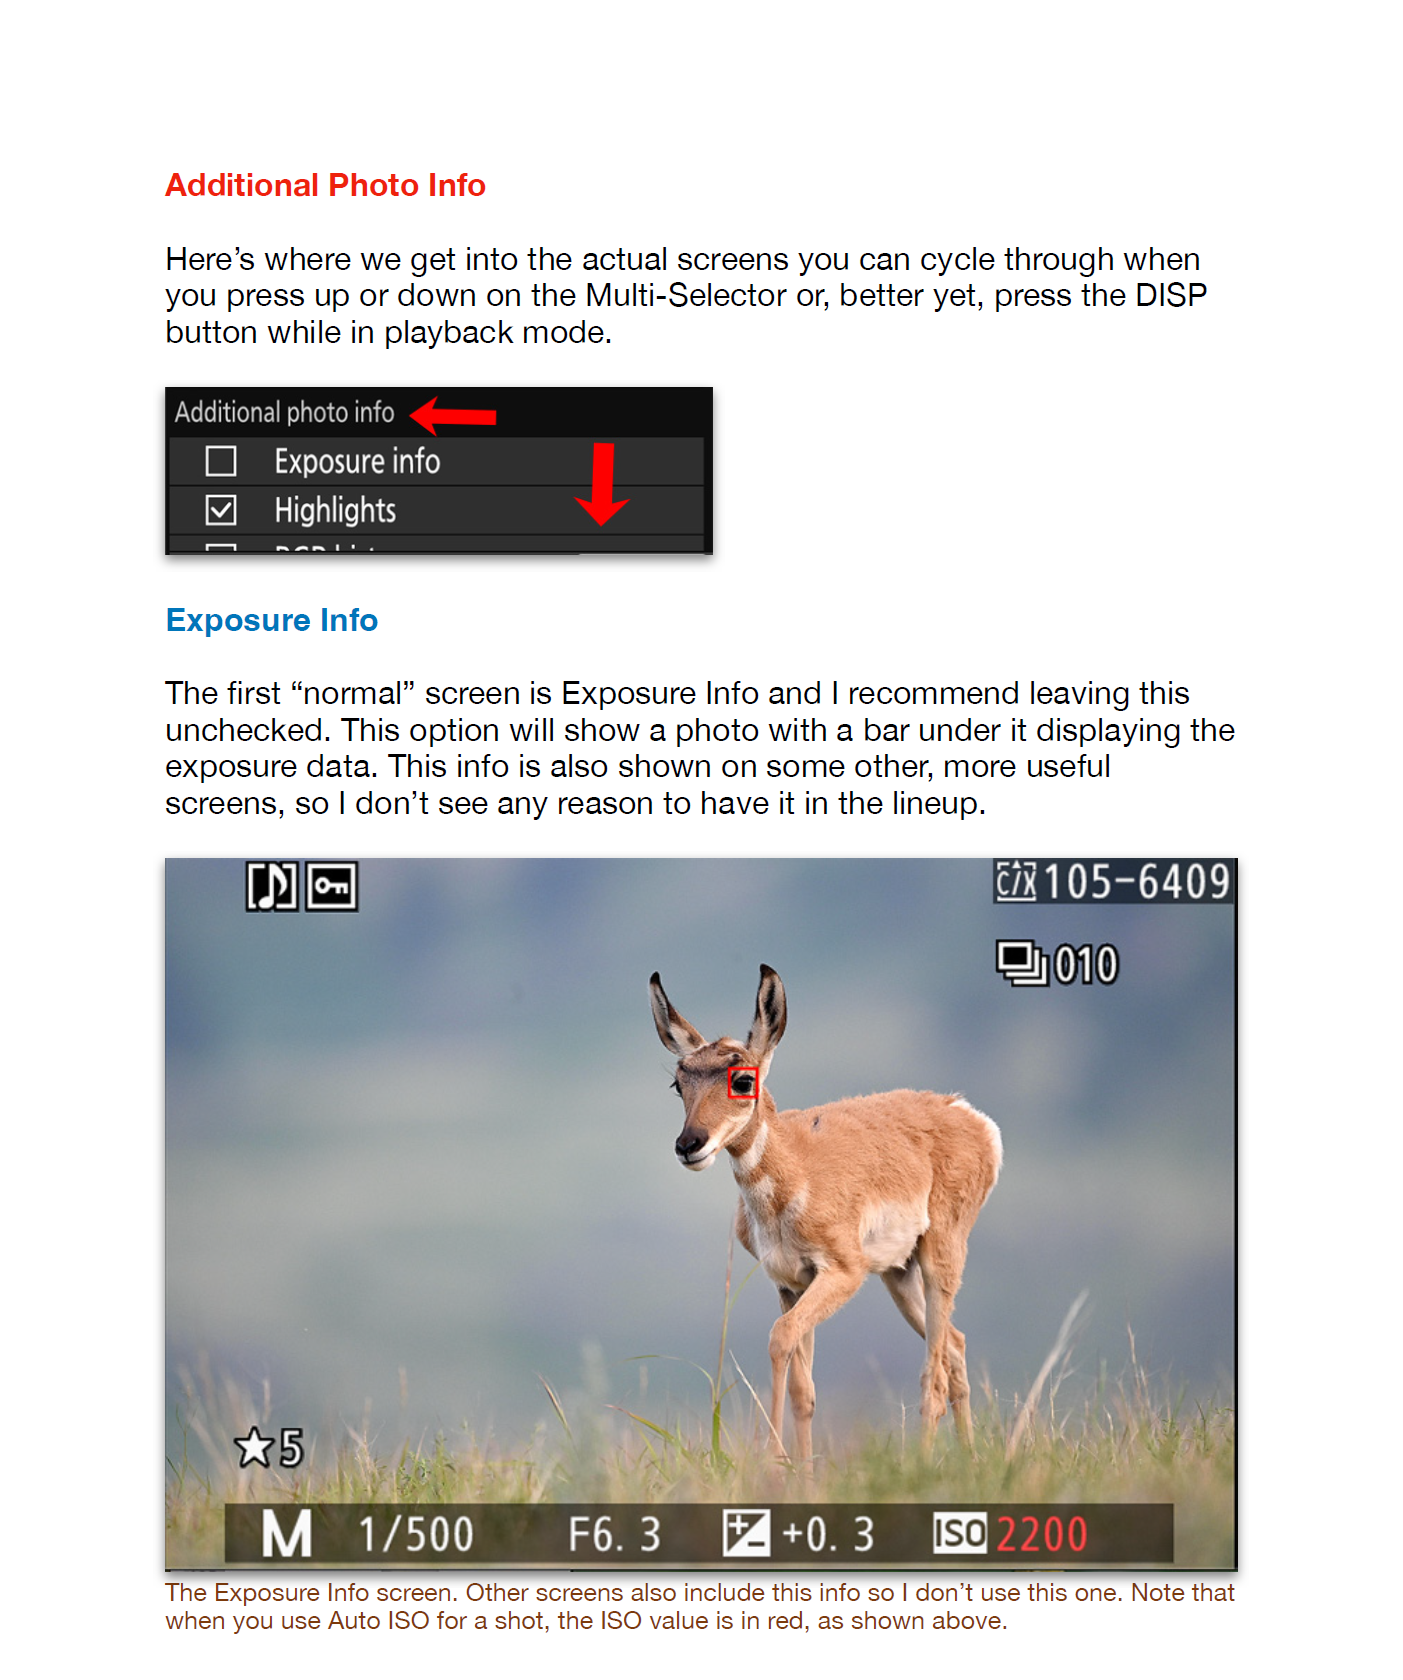 Additional Photo Info
Here’s where we get into the actual screens you can cycle through when
you press up or down on the Multi-Selector or, better yet, press the DISP
button while in playback mode.
Additional photo info
Exposure info
Highlights
Exposure Info
The first “normal” screen is Exposure Info and I recommend leaving this
unchecked. This option will show a photo with a bar under it displaying the
exposure data. This info is also shown on some other, more useful
screens, so I don’t see any reason to have it in the lineup.
C/X 105-6409
010
5
M 1/500 F6.3 +0.3 ISO 2200
The Exposure Info screen. Other screens also include this info so I don’t use this one. Note that
when you use Auto ISO for a shot, the ISO value is in red, as shown above.